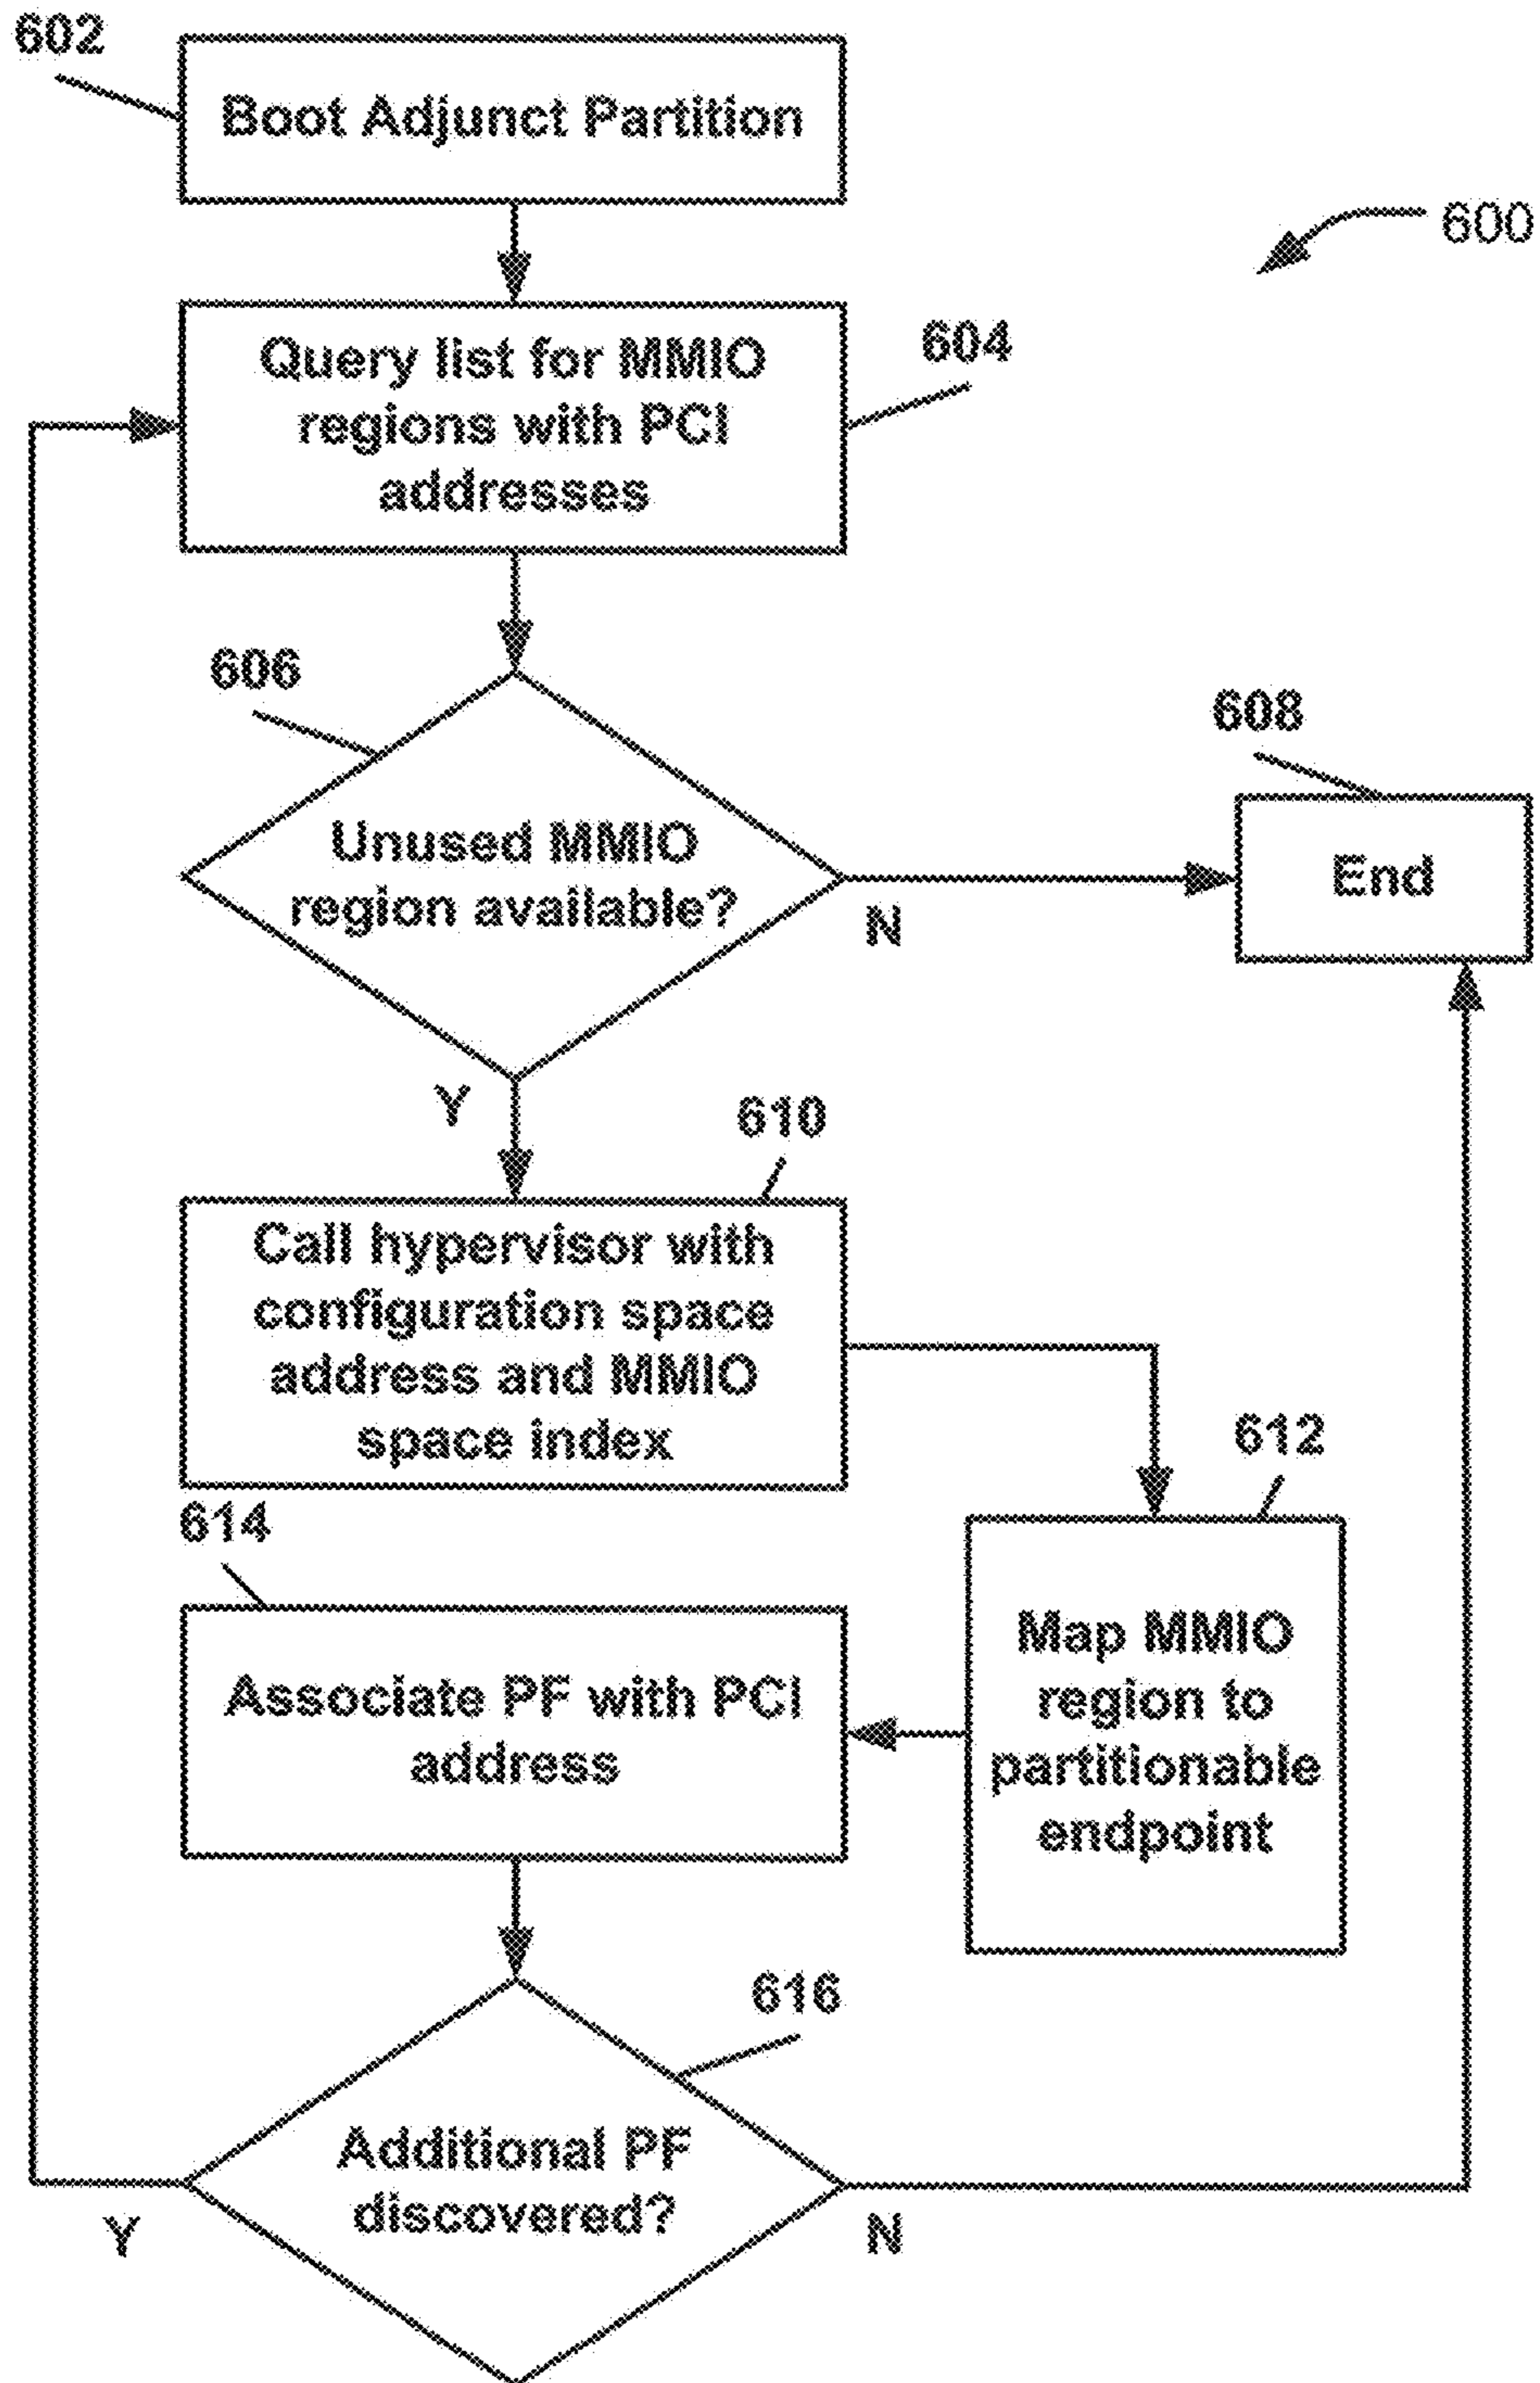 602
Boot Adjunct Partition
600
Query list for MMIO
regions with PCI
addresses
604
606
Unused MMIO
region available?
N
608
End
Y
610
Call hypervisor with
configuration space
address and MMIO
space index
612
Map MMIO
region to
partitionable
endpoint
614
Associate PF with PCI
address
616
Additional PF
discovered?
Y
N